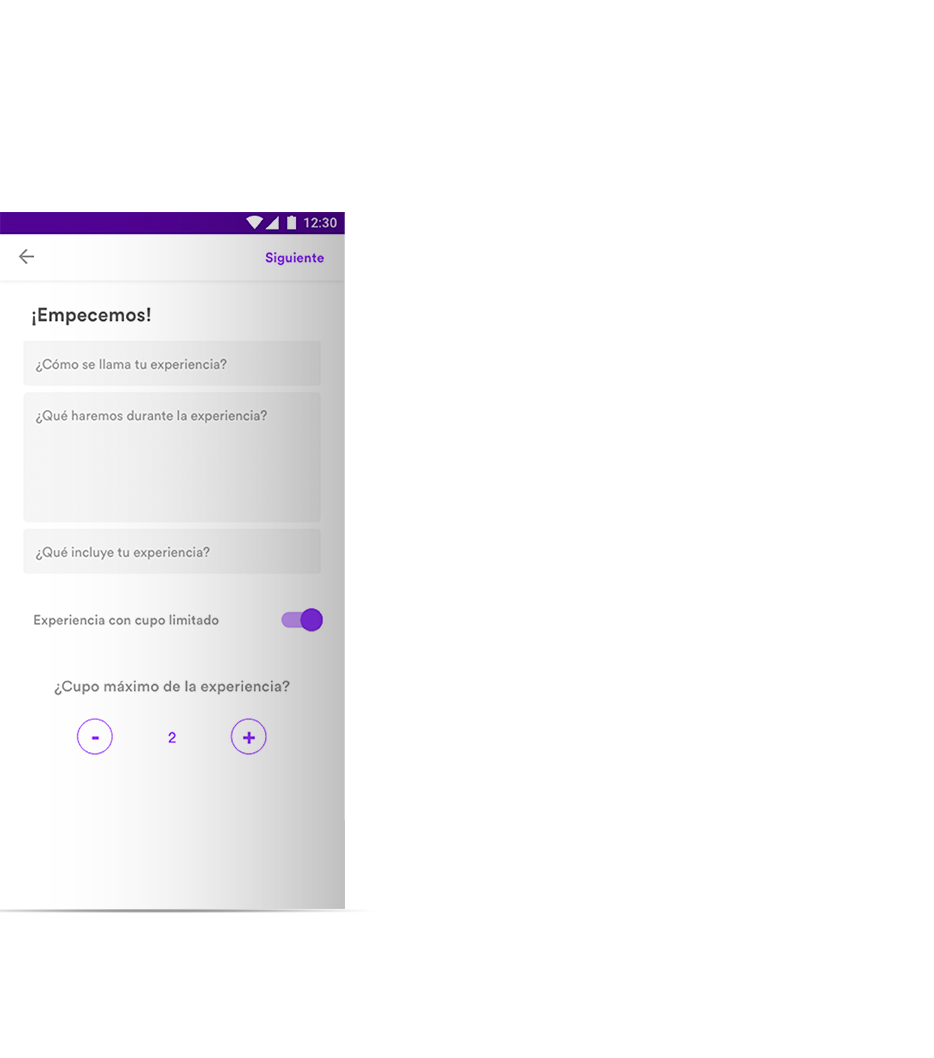 12:30
Siguiente
¡Empecemos!
¿Cómo se llama tu experiencia?
¿Qué haremos durante la experiencia?
¿Qué incluye tu experiencia?
Experiencia con cupo limitado
¿Cupo máximo de la experiencia?
- 2 +